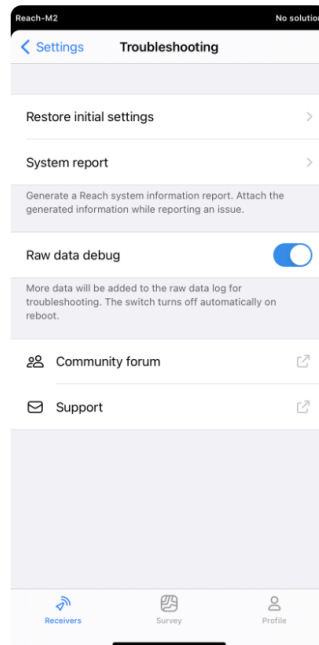 Reach-M2 No solution
Settings Troubleshooting
Restore initial settings
System report
Generate a Reach system information report. Attach the
generated information while reporting an issue.
Raw data debug
More data will be added to the raw data log for
troubleshooting. The switch turns off automatically on
reboot.
Community forum
Support
Receivers Survey Profile